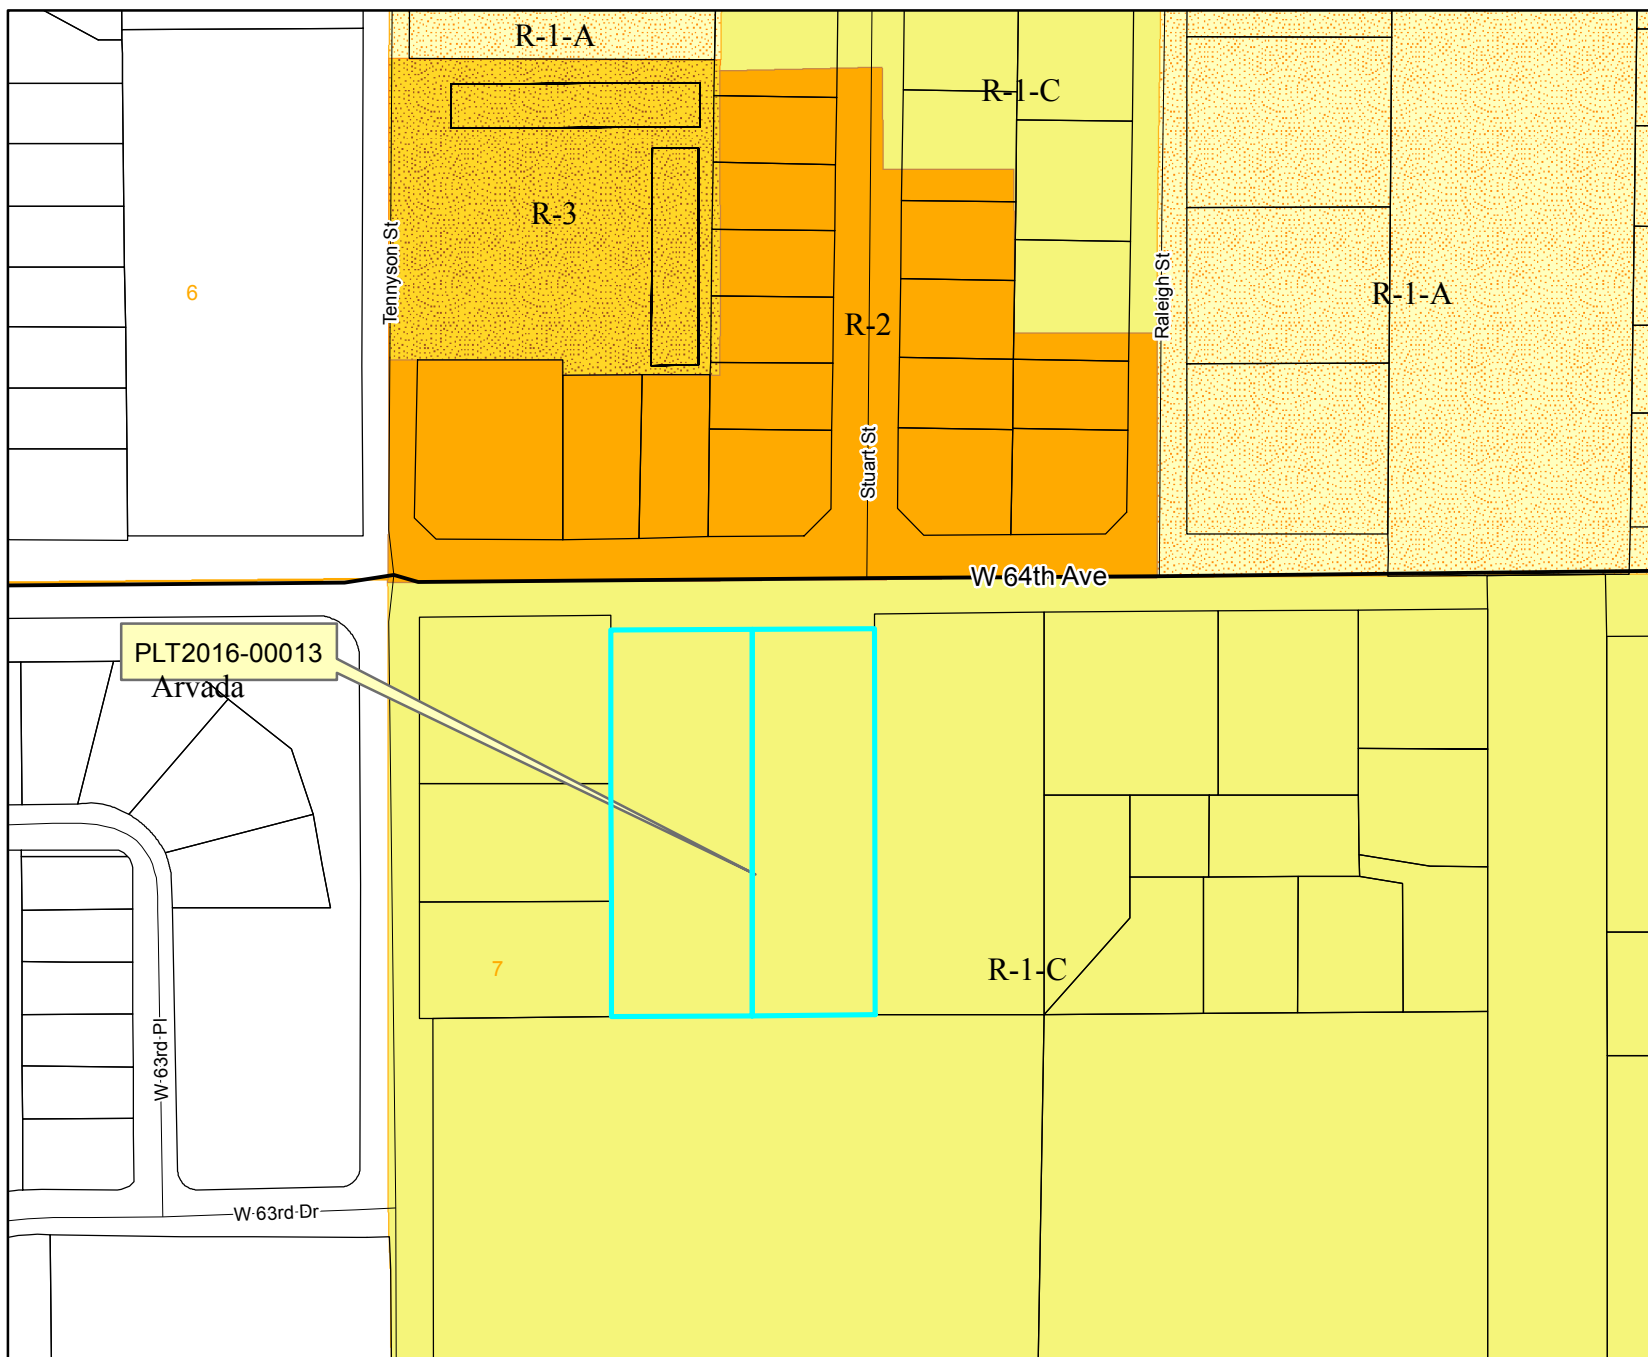 R-1-A
R-1-C
R-3
Tennyson St
6
R-2
Raleigh St
R-1-A
Stuart St
W 64th Ave
PLT2016-00013
Arvada
7
R-1-C
W 63rd Pl
W 63rd Dr